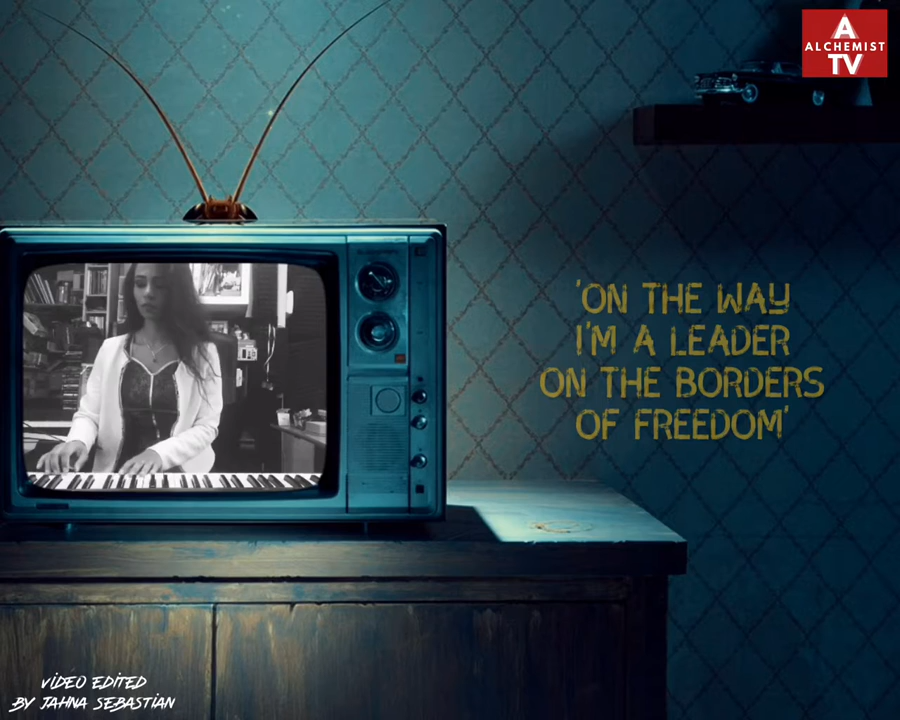 A
ALCHEMIST
TV
'ON THE WAY
I'M A LEADER
ON THE BORDERS
OF FREEDOM'
VIDEO EDITED
BY JAHNA SEBASTIAN